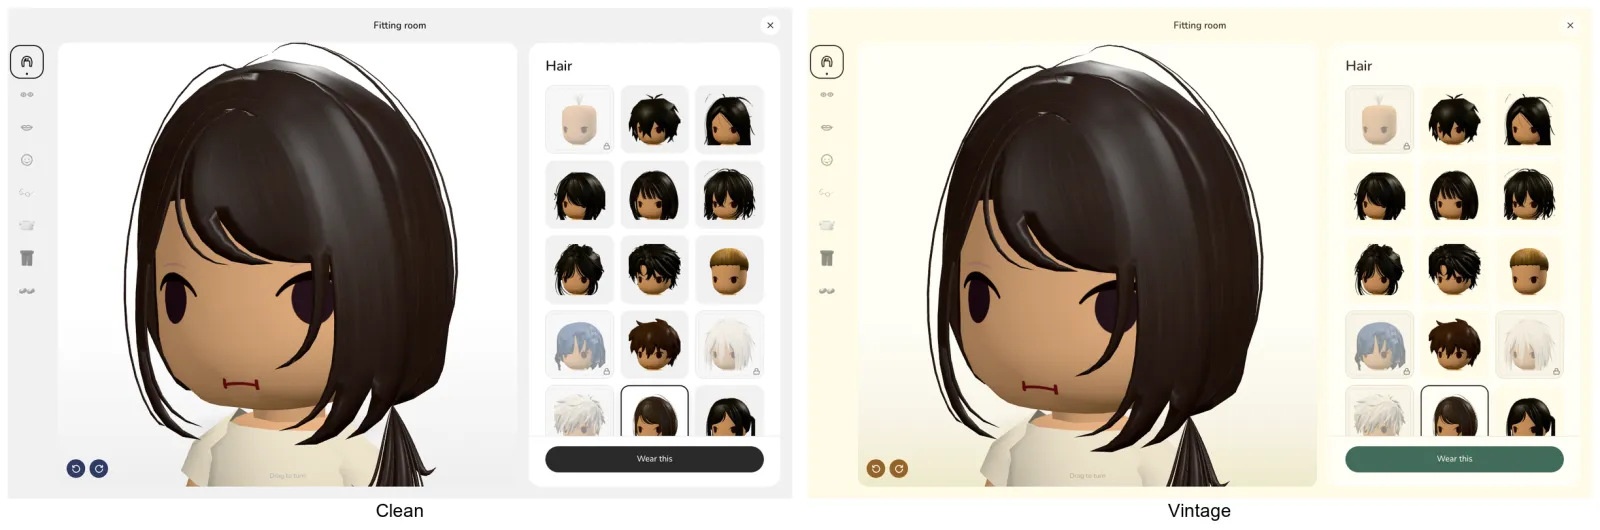 Fitting room
Hair
Drag to turn
Wear this
Clean
Fitting room
Hair
Drag to turn
Wear this
Vintage